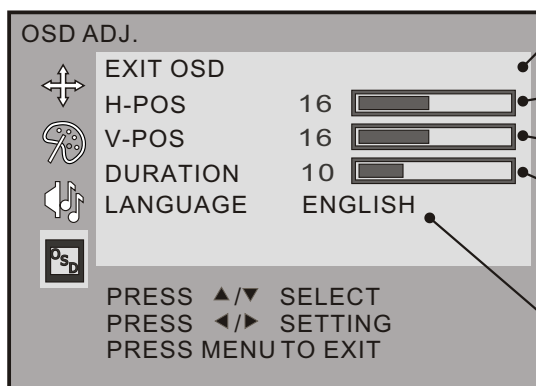 OSD ADJ.
EXIT OSD
H-POS 16
V-POS 16
DURATION 10
LANGUAGE ENGLISH
OSD
PRESS ▲/▼ SELECT
PRESS ◄/► SETTING
PRESS MENU TO EXIT